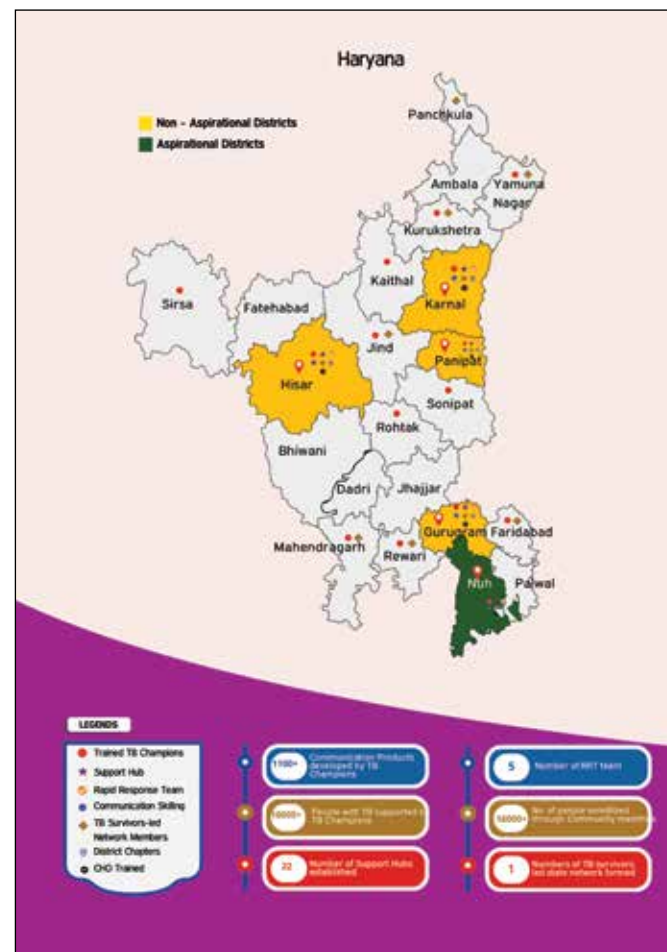 Haryana
Non - Aspirational Districts
Aspirational Districts
Panchkula
Ambala
Yamuna
Nagar
Kurukshetra
Kaithal
Karnal
Sirsa
Fatehabad
Jind
Panipat
Hisar
Sonipat
Rohtak
Bhiwani
Dadri
Jhajjar
Gurugram
Faridabad
Mahendragarh
Rewari
Nuh
Palwal
LEGENDS
Trained TB Champions
Support Hub
Rapid Response Team
Communication Skilling
TB Survivors-led
Network Members
District Chapters
CHO Trained
1100+
Communication Products
developed by TB
Champions
10000+
People with TB supported
TB Champions
22
Number of Support Hubs
established
5
Number of RRT team
No. of people sensitized
through Community
1
Numbers of TB survivors
led state network formed